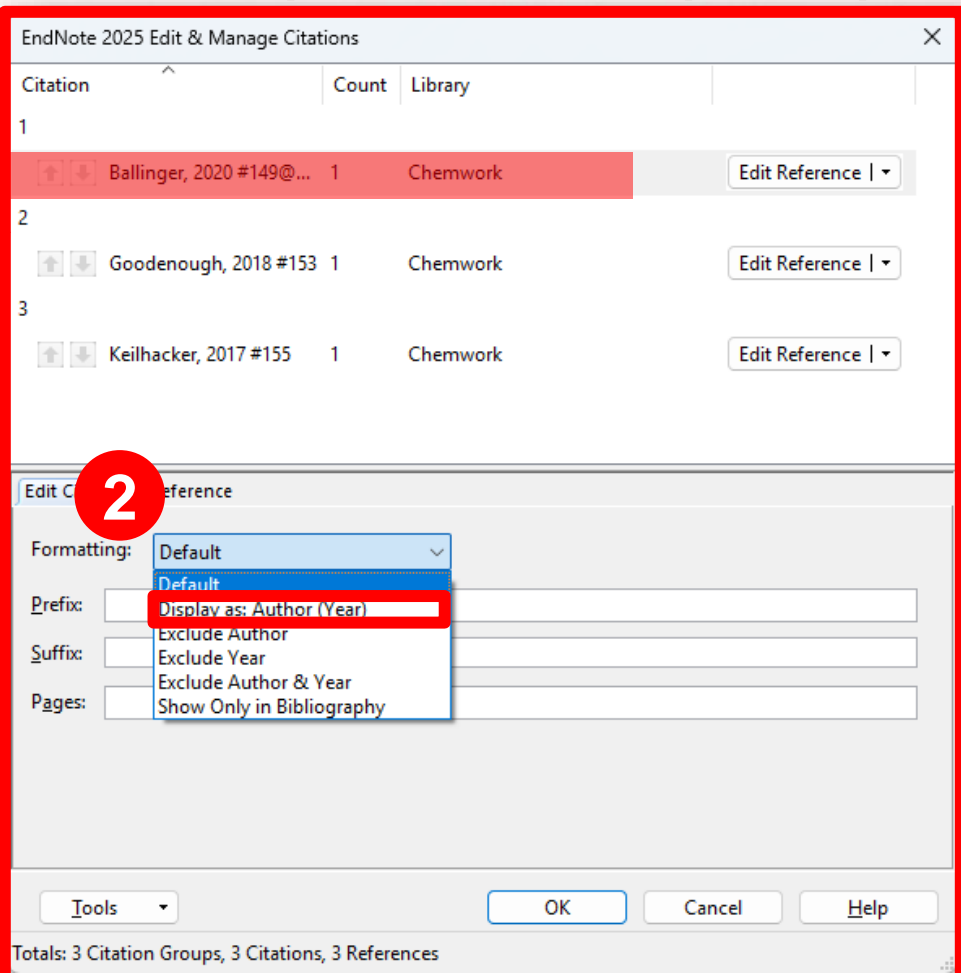 EndNote 2025 Edit & Manage Citations
Citation Count Library
1
Ballinger, 2020 #149@... 1 Chemwork Edit Reference
2
Goodenough, 2018 #153 1 Chemwork Edit Reference
3
Keilhacker, 2017 #155 1 Chemwork Edit Reference
Edit C 2 eference
Formatting: Default
Default
Prefix: Display as: Author (Year)
Exclude Author
Suffix: Exclude Year
Exclude Author & Year
Pages: Show Only in Bibliography
Tools OK Cancel Help
Totals: 3 Citation Groups, 3 Citations, 3 References